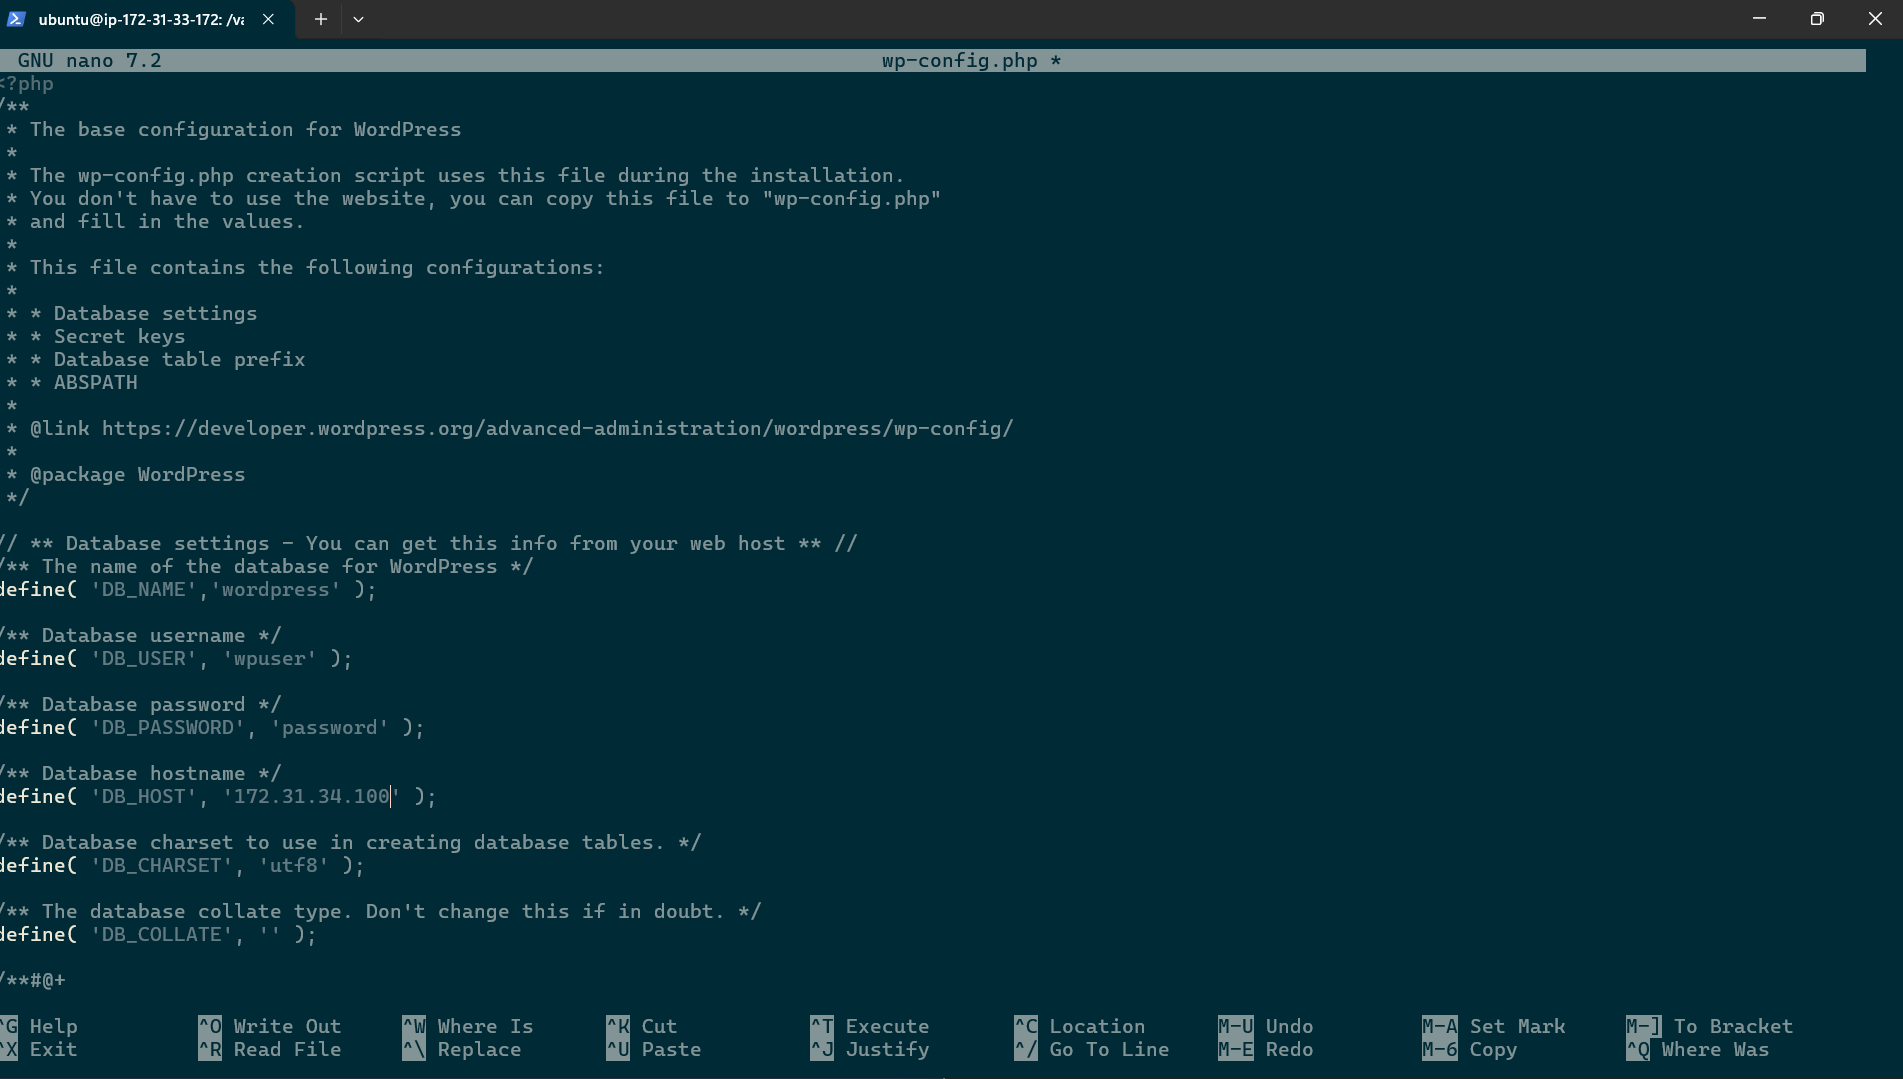 ubuntu@ip-172-31-33-172: /va
GNU nano 7.2 wp-config.php *
<?php
/**
* The base configuration for WordPress
*
* The wp-config.php creation script uses this file during the installation.
* You don't have to use the website, you can copy this file to "wp-config.php"
* and fill in the values.
*
* This file contains the following configurations:
*
* * Database settings
* * Secret keys
* * Database table prefix
* * ABSPATH
*
* @link https://developer.wordpress.org/advanced-administration/wordpress/wp-config/
*
* @package WordPress
*/
// ** Database settings - You can get this info from your web host ** //
/** The name of the database for WordPress */
define( 'DB_NAME','wordpress' );
/** Database username */
define( 'DB_USER', 'wpuser' );
/** Database password */
define( 'DB_PASSWORD', 'password' );
/** Database hostname */
define( 'DB_HOST', '172.31.34.100' );
/** Database charset to use in creating database tables. */
define( 'DB_CHARSET', 'utf8' );
/** The database collate type. Don't change this if in doubt. */
define( 'DB_COLLATE', '' );
/**#@+
^G Help ^O Write Out ^W Where Is ^K Cut ^T Execute ^C Location M-U Undo M-A Set Mark M-] To Bracket
^X Exit ^R Read File ^\ Replace ^U Paste ^J Justify ^/ Go To Line M-E Redo M-6 Copy ^Q Where Was